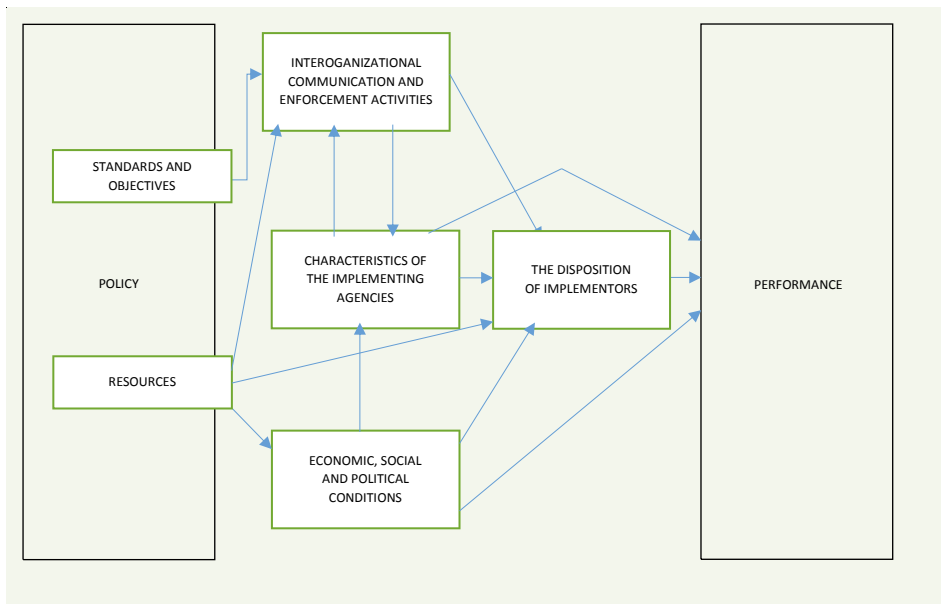 INTEROGANIZATIONAL
COMMUNICATION AND
ENFORCEMENT ACTIVITIES
STANDARDS AND
OBJECTIVES
POLICY
RESOURCES
CHARACTERISTICS OF
THE IMPLEMENTING
AGENCIES
THE DISPOSITION
OF IMPLEMENTORS
PERFORMANCE
ECONOMIC, SOCIAL
AND POLITICAL
CONDITIONS